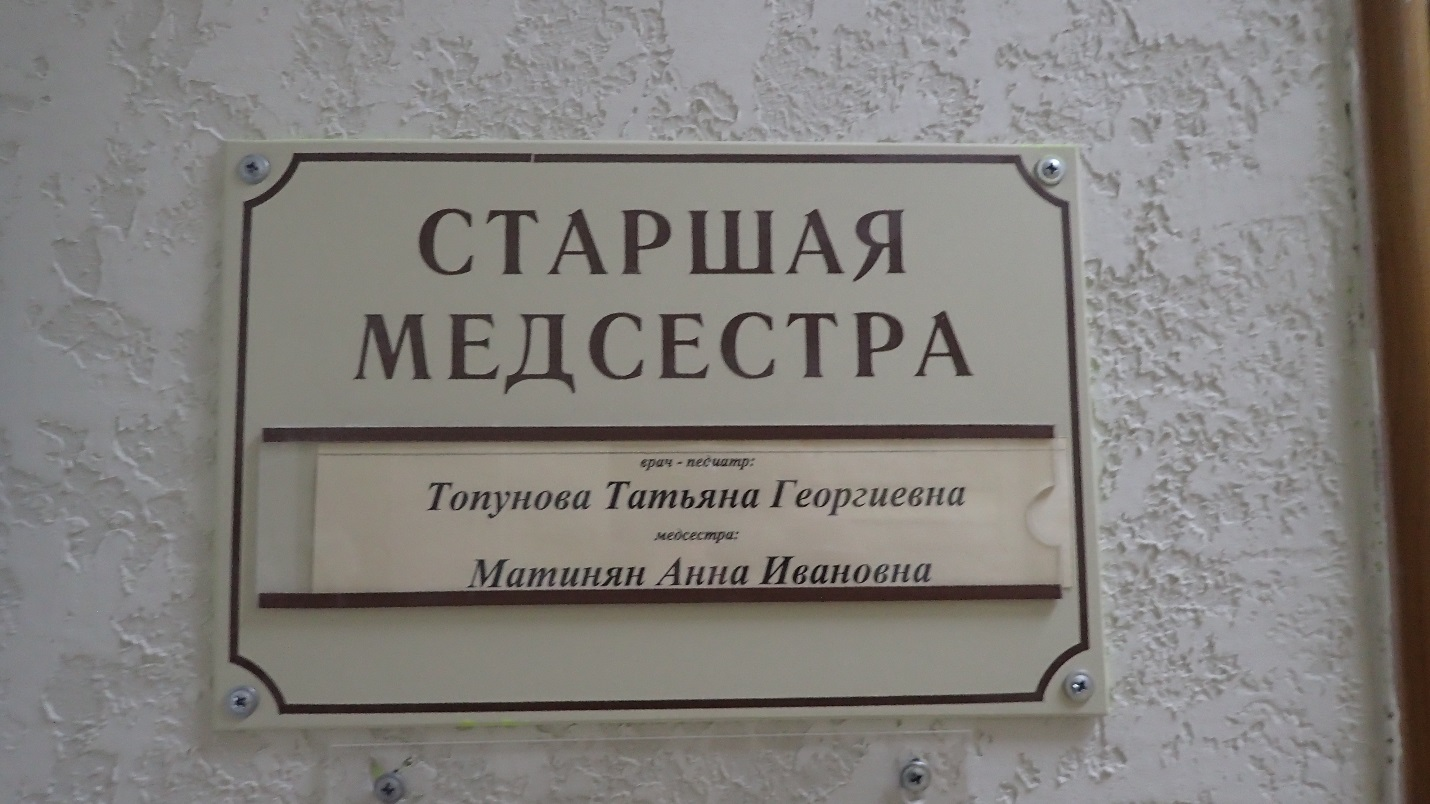 СТАРШАЯ
МЕДСЕСТРА
врач - педиатр:
Топунова Татьяна Георгиевна
медсестра:
Матинян Анна Ивановна